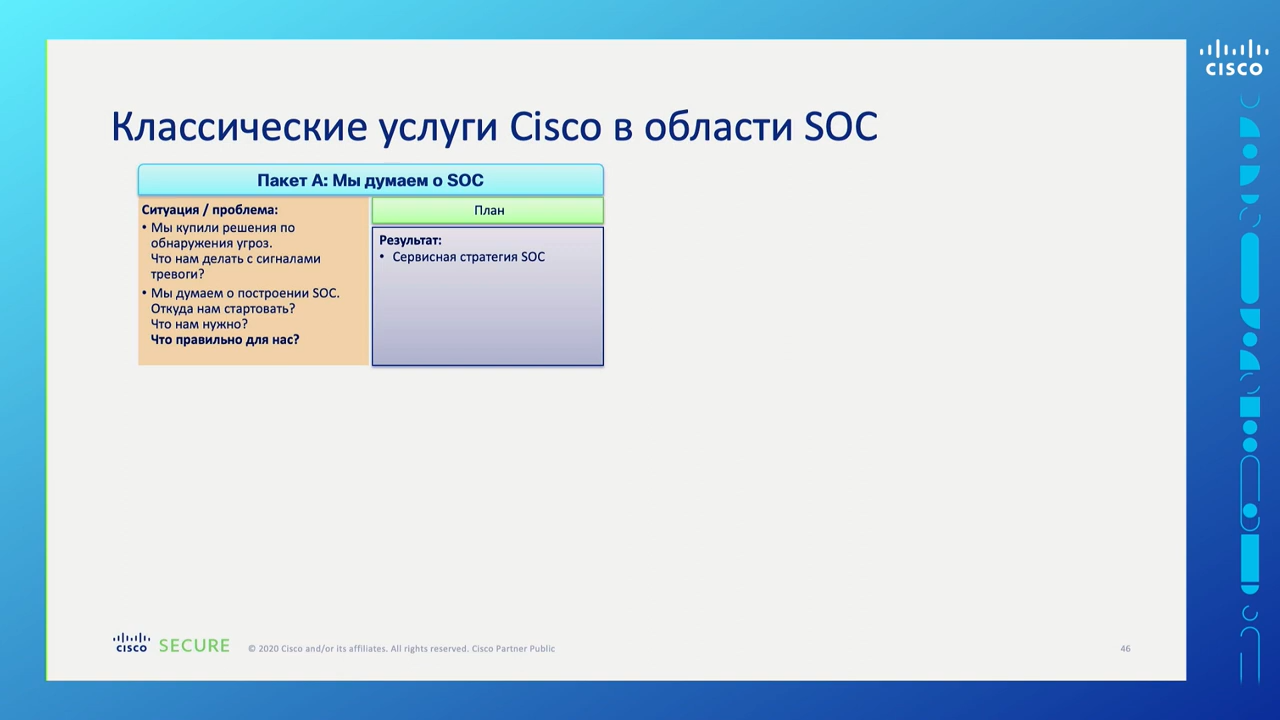 CISCO
Классические услуги Cisco в области SOC
Пакет А: Мы думаем о SOC
Ситуация / проблема:
• Мы купили решения по
обнаружения угроз.
Что нам делать с сигналами
тревоги?
• Мы думаем о построении SOC.
Откуда нам стартовать?
Что нам нужно?
Что правильно для нас?
План
Результат:
• Сервисная стратегия SOC
CISCO SECURE © 2020 Cisco and/or its affiliates. All rights reserved. Cisco Partner Public 46